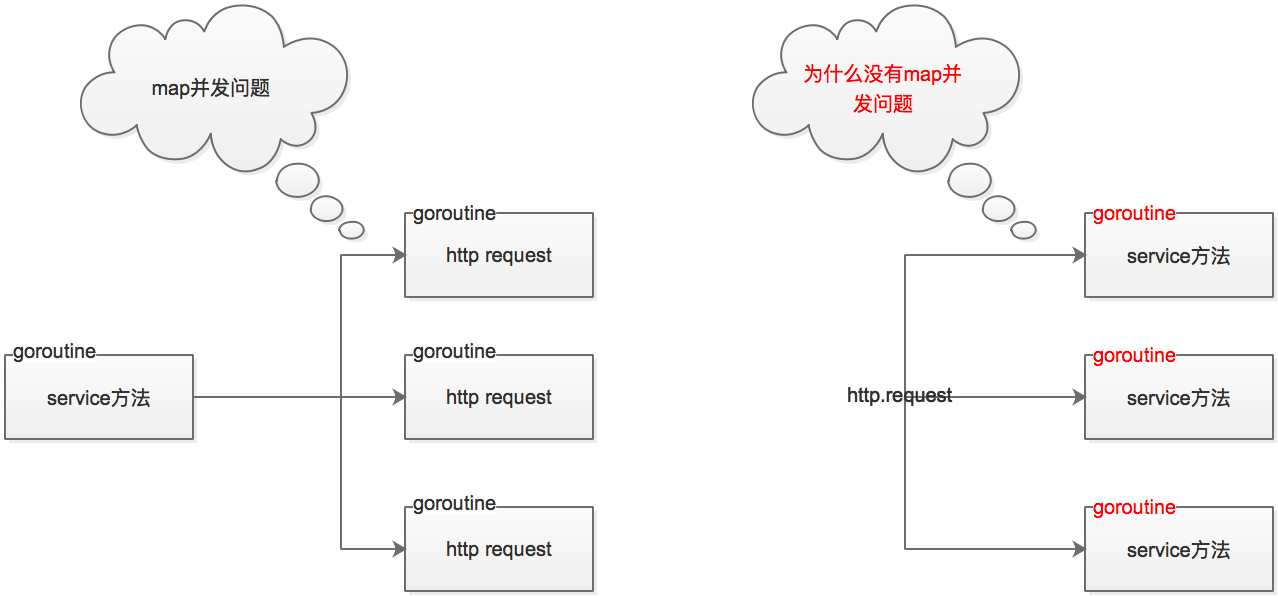 map并发问题
goroutine
http request
goroutine
service方法
goroutine
http request
goroutine
http request
为什么没有map并
发问题
goroutine
service方法
http.request
goroutine
service方法
goroutine
service方法